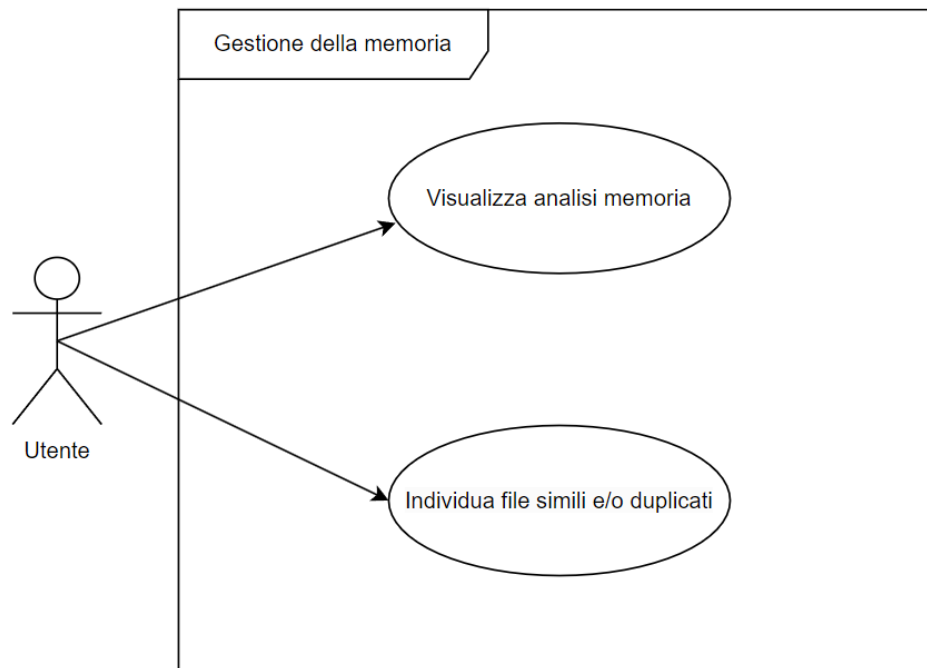 Gestione della memoria
Visualizza analisi memoria
Utente
Individua file simili e/o duplicati